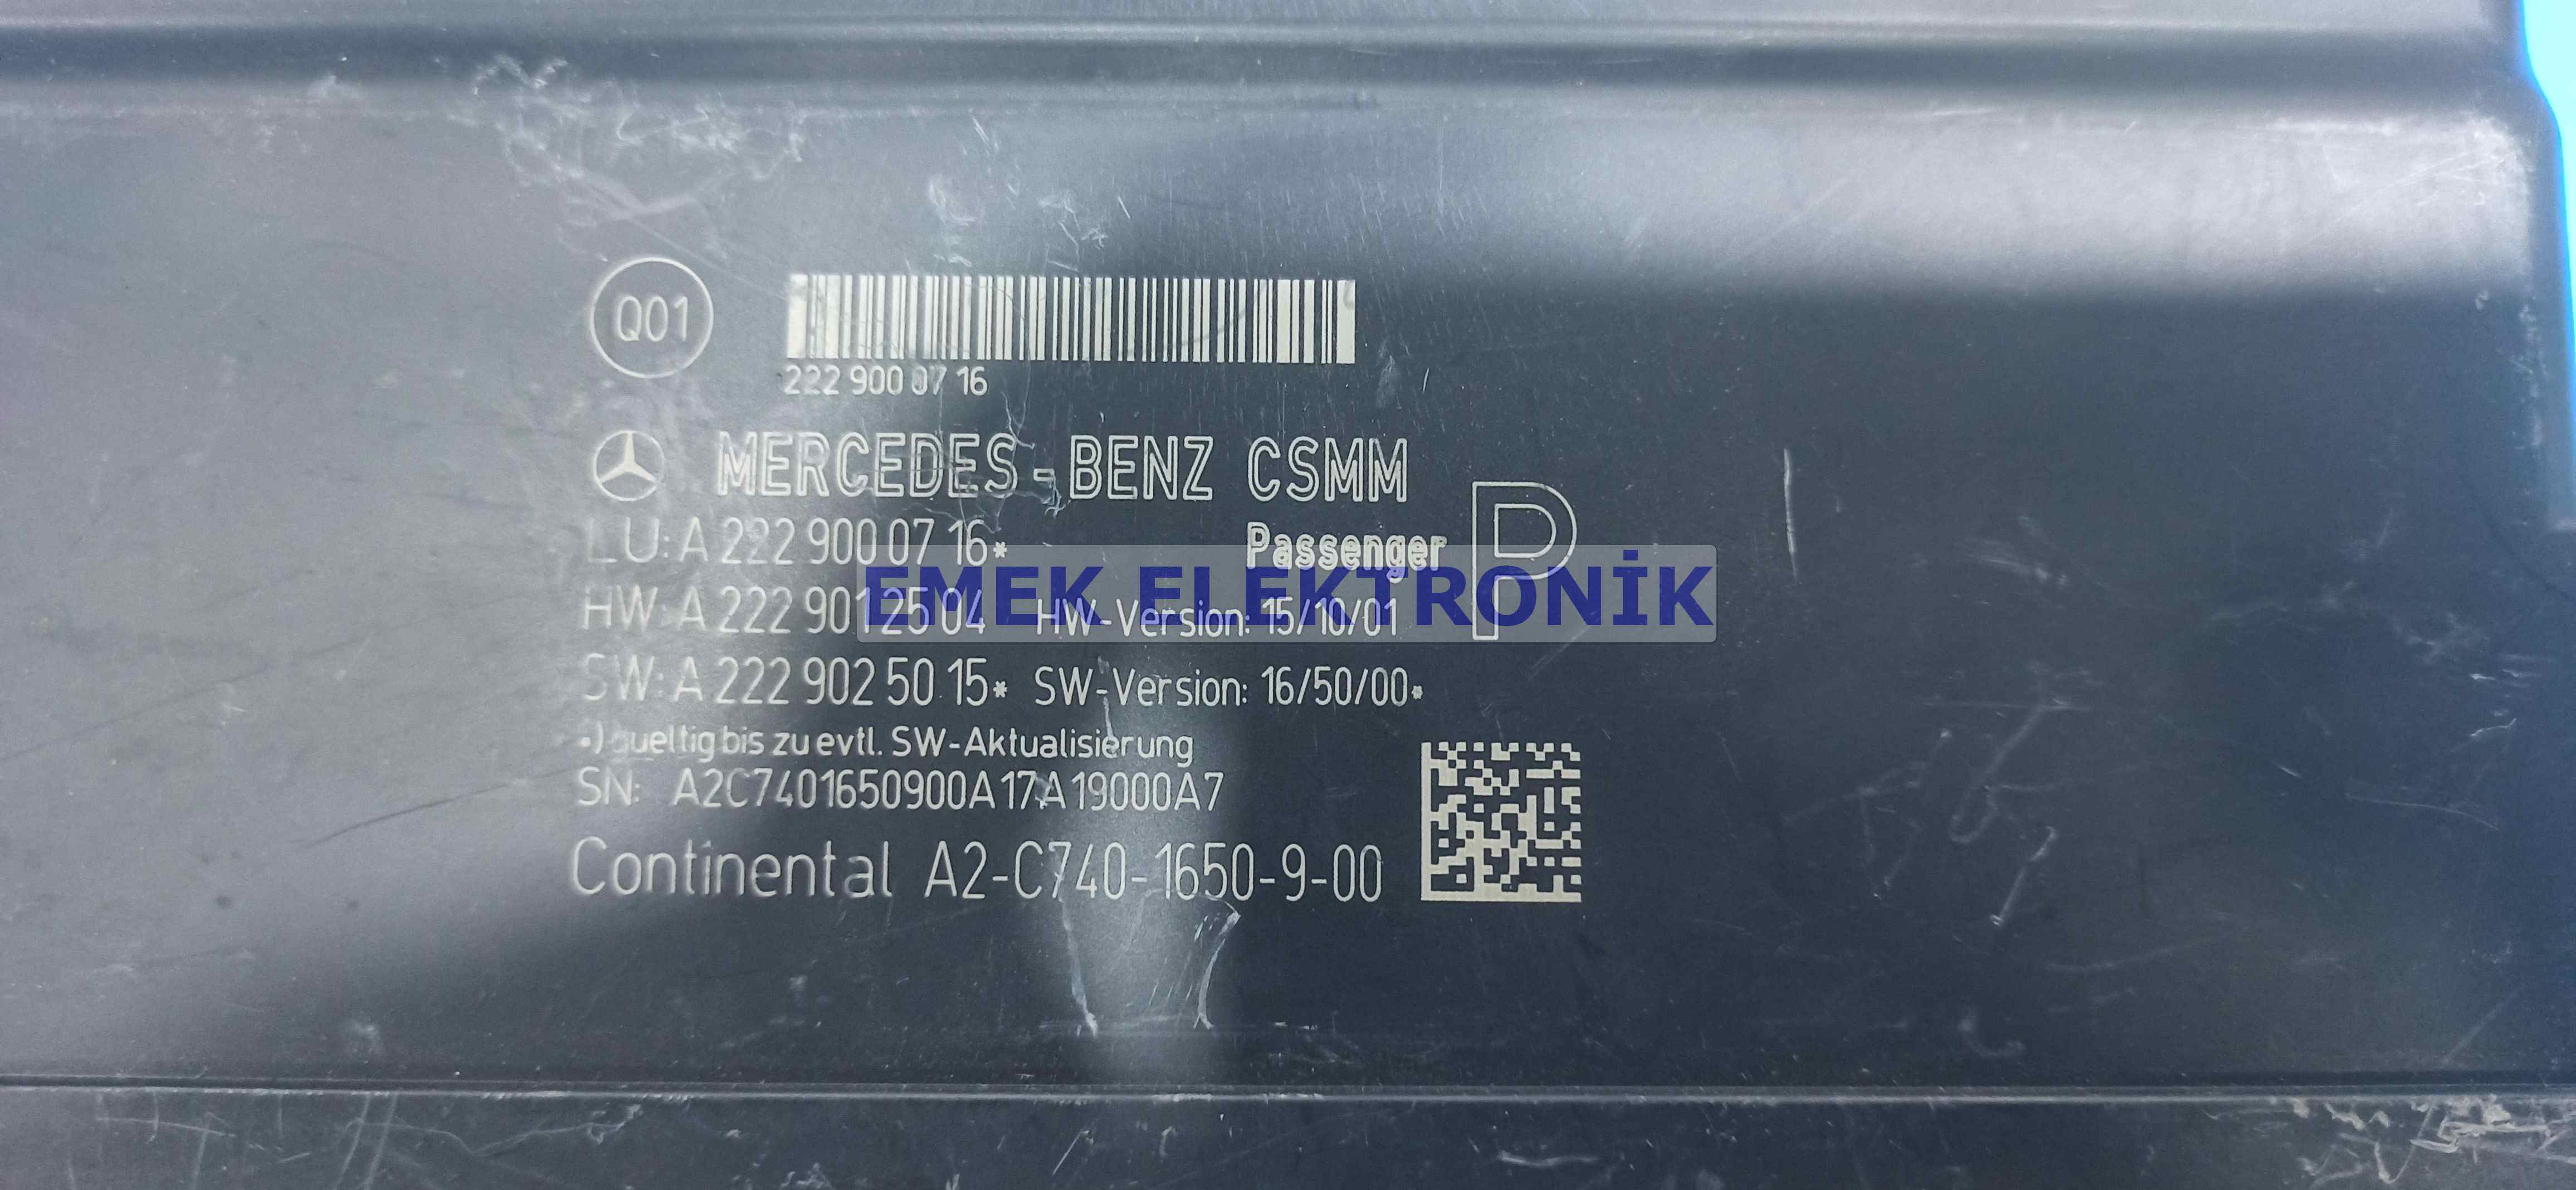 Q01
222 900 07 16
MERCEDES-BENZ CSMM
LU: A 222 900 07 16*
Passenger P
EMEK ELEKTRONİK
HW: A 222 901 25 04 HW-Version: 15/10/01
SW: A 222 902 50 15* SW-Version: 16/50/00*
*) gueltig bis zu evtl. SW-Aktualisierung
SN: A2C7401650900A17A19000A7
Continental A2-C740-1650-9-00